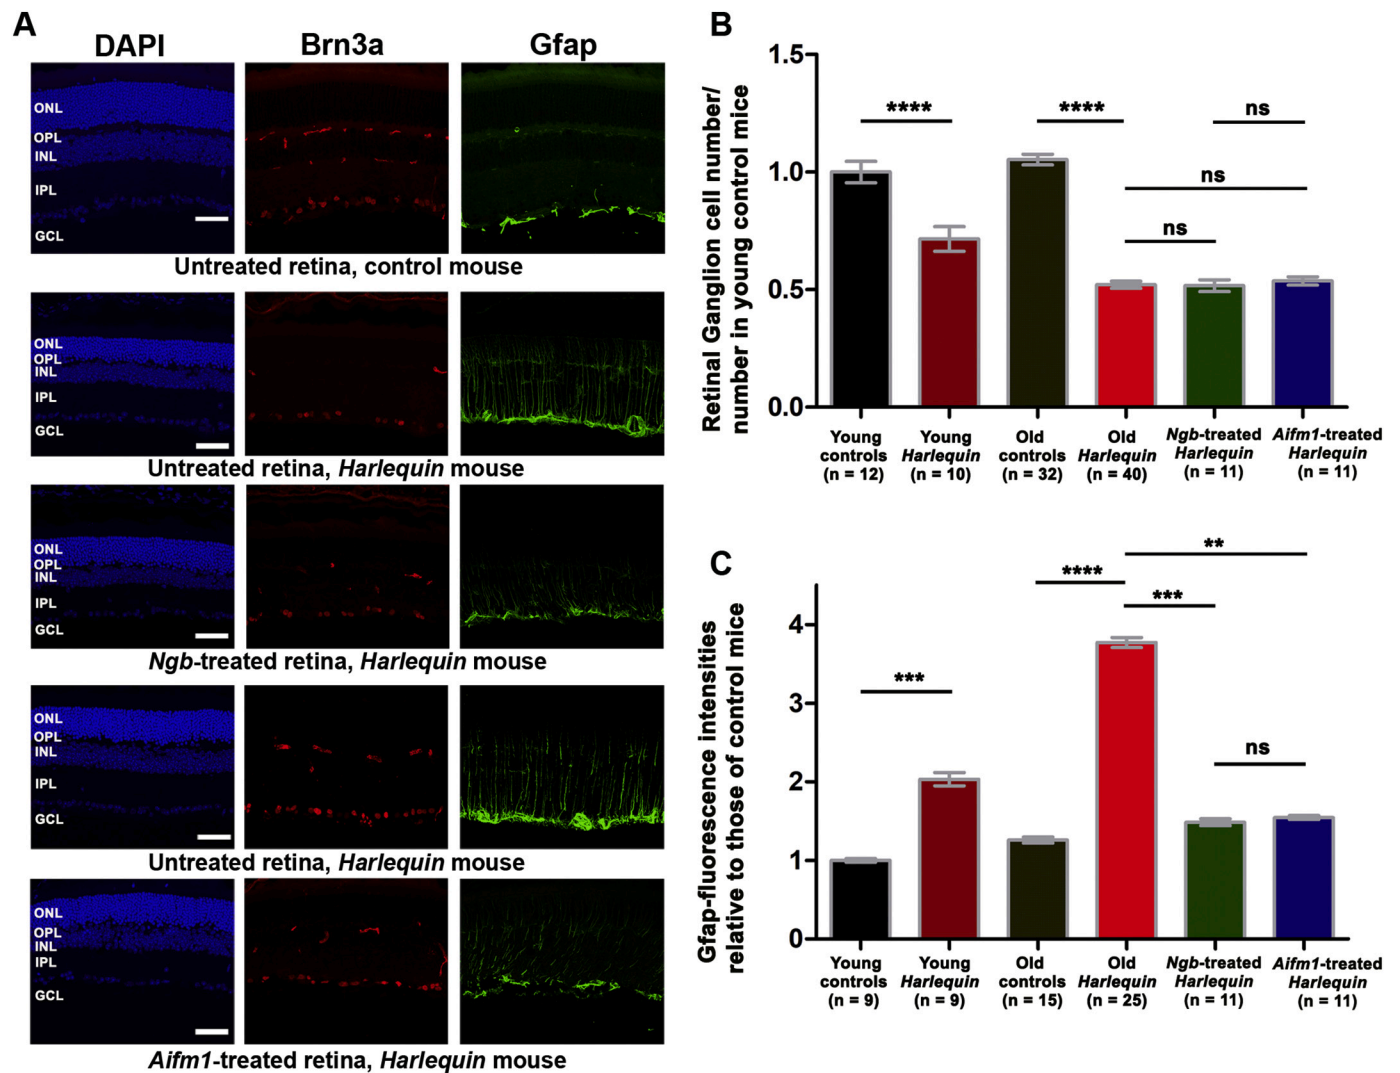 A
DAPI
Brn3a
Gfap
ONL
OPL
INL
IPL
GCL
Untreated retina, control mouse
ONL
OPL
INL
IPL
GCL
Untreated retina, Harlequin mouse
ONL
OPL
INL
IPL
GCL
Ngb-treated retina, Harlequin mouse
ONL
OPL
INL
IPL
GCL
Untreated retina, Harlequin mouse
ONL
OPL
INL
IPL
GCL
Aifm1-treated retina, Harlequin mouse
B
Retinal Ganglion cell number/
number in young control mice
1.5
1.0
0.5
0.0
****
****
ns
ns
ns
Young
controls
(n = 12)
Young
Harlequin
(n = 10)
Old
controls
(n = 32)
Old
Harlequin
(n = 40)
Ngb-treated
Harlequin
(n = 11)
Aifm1-treated
Harlequin
(n = 11)
C
Gfap-fluorescence intensities
relative to those of control mice
4
3
2
1
0
***
****
**
***
ns
Young
controls
(n = 9)
Young
Harlequin
(n = 9)
Old
controls
(n = 15)
Old
Harlequin
(n = 25)
Ngb-treated
Harlequin
(n = 11)
Aifm1-treated
Harlequin
(n = 11)